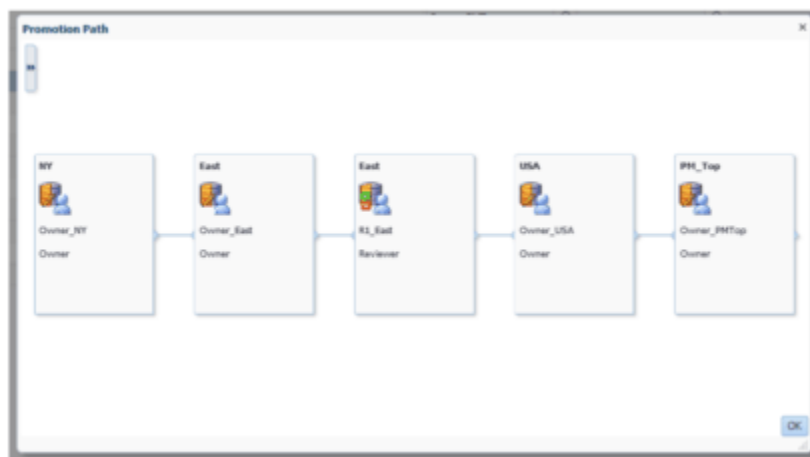 Promotion Path
NY
Owner_NY
Owner
East
Owner_East
Owner
East
R1_East
Reviewer
USA
Owner_USA
Owner
PM_Top
Owner_PMTop
Owner
OK